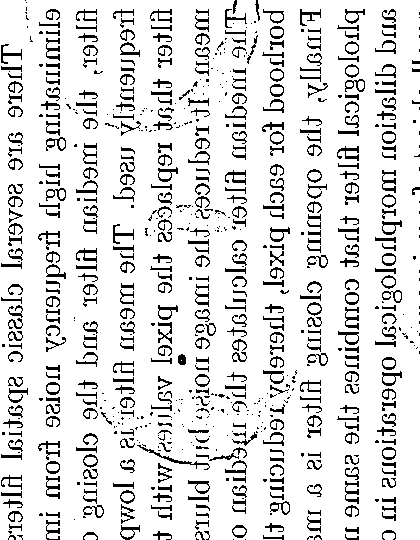 There are several classic spatial filters
eliminating high frequency noise from im
filter, the median filter and the closing o
frequently used. The mean filter is a lowp
filter that replaces the pixel values with t
mean. It reduces the image noise but blurs
The median filter calculates the median o
borhood for each pixel, thereby reducing tl
Finally, the opening closing filter is a ma
phological filter that combines the same n
and dilation morphological operations in o